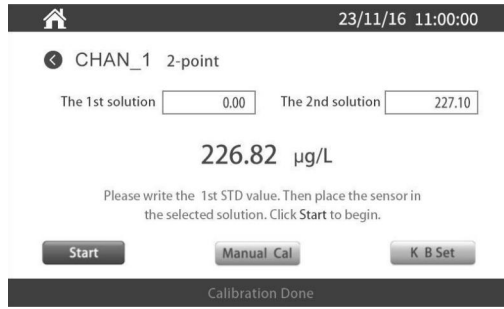 23/11/16 11:00:00
CHAN_1 2-point
The 1st solution 0.00 The 2nd solution 227.10
226.82 µg/L
Please write the 1st STD value. Then place the sensor in
the selected solution. Click Start to begin.
Start Manual Cal K B Set
Calibration Done